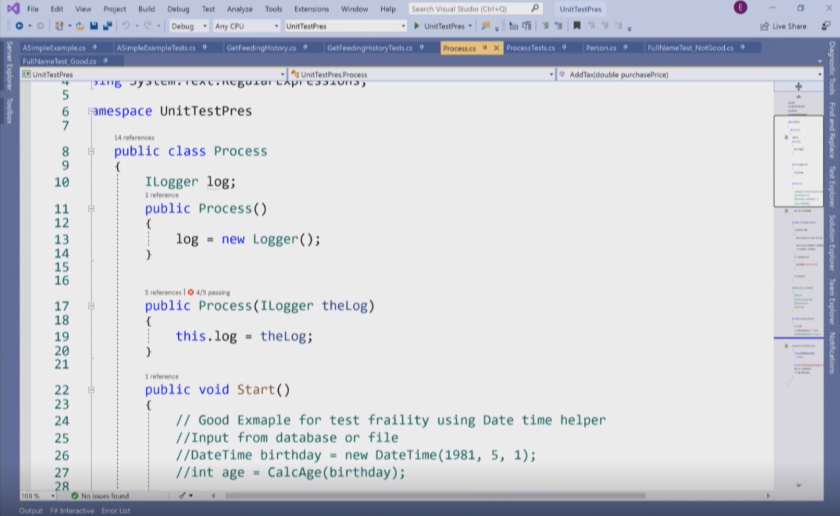 File Edit View Project Build Debug Test Analyze Tools Extensions Window Help Search Visual Studio (Ctrl+Q) UnitTestPres E
Debug Any CPU UnitTestPres UnitTestPres Live Share
ASimpleExample.cs ASimpleExampleTests.cs GetFeedingHistory.cs GetFeedingHistoryTests.cs Process.cs ProcessTests.cs Person.cs FullNameTest_NotGood.cs
FullNameTest_Good.cs
UnitTestPres UnitTestPres.Process AddTax(double purchasePrice)
Server Explorer Toolbox
Diagnostic Tools Find and Replace Test Explorer Solution Explorer Team Explorer Notifications
5
6 amespace UnitTestPres
7
14 references
8 public class Process
9 {
10 ILogger log;
1 reference
11 public Process()
12 {
13 log = new Logger();
14 }
15
16
5 references | 4/5 passing
17 public Process(ILogger theLog)
18 {
19 this.log = theLog;
20 }
21
1 reference
22 public void Start()
23 {
24 // Good Exmaple for test fraility using Date time helper
25 //Input from database or file
26 //DateTime birthday = new DateTime(1981, 5, 1);
27 //int age = CalcAge(birthday);
28
108 % No issues found
Output F# Interactive Error List